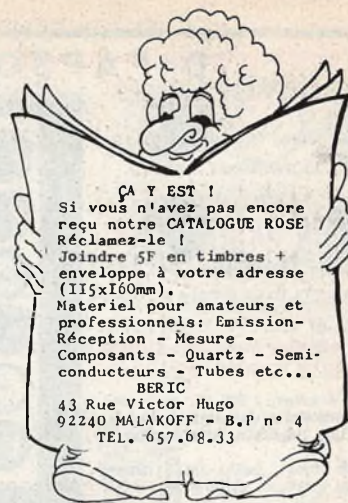 ÇA Y EST !
Si vous n'avez pas encore
reçu notre CATALOGUE ROSE
Réclamez-le !
Joindre 5F en timbres +
enveloppe à votre adresse
(II5xI60mm).
Materiel pour amateurs et
professionnels: Emission-
Réception - Mesure -
Composants - Quartz - Semi-
conducteurs - Tubes etc...
BERIC
43 Rue Victor Hugo
92240 MALAKOFF - B.P n° 4
TEL. 657.68.33